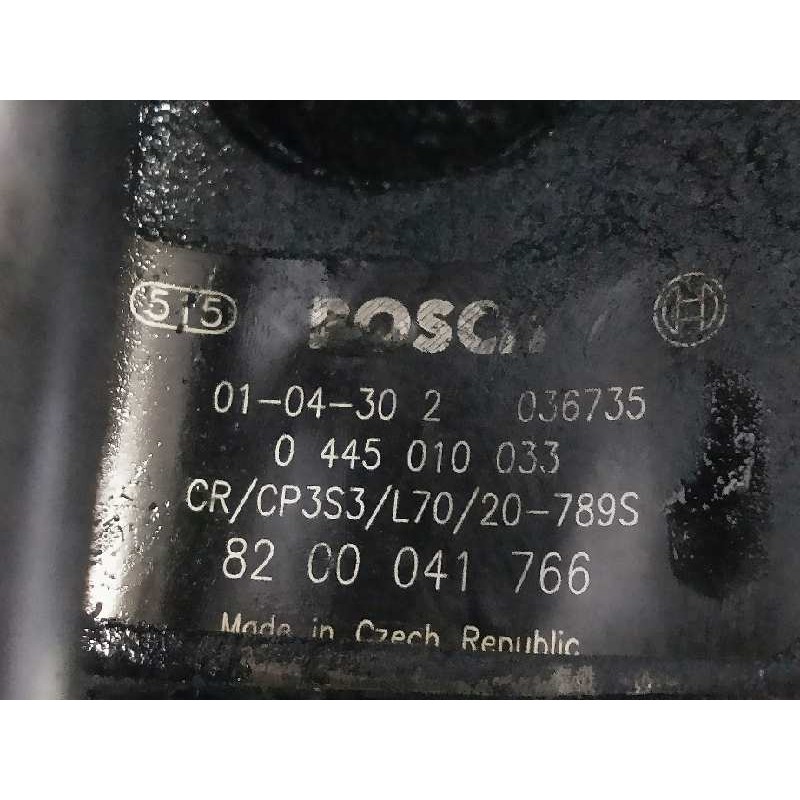 515 BOSCH
01-04-30 2 036735
0 445 010 033
CR/CP3S3/L70/20-789S
82 00 041 766
Made in Czech Republic